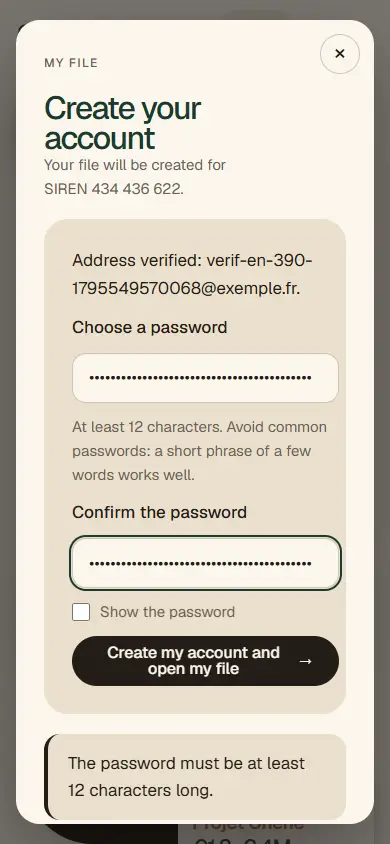 MY FILE
×
Create your
account
Your file will be created for
SIREN 434 436 622.
Address verified: verif-en-390-
1795549570068@exemple.fr.
Choose a password
••••••••••••••••••••••••••••••••••••••••••
At least 12 characters. Avoid common
passwords: a short phrase of a few
words works well.
Confirm the password
••••••••••••••••••••••••••••••••••••••••••
Show the password
Create my account and →
open my file
The password must be at least
12 characters long.